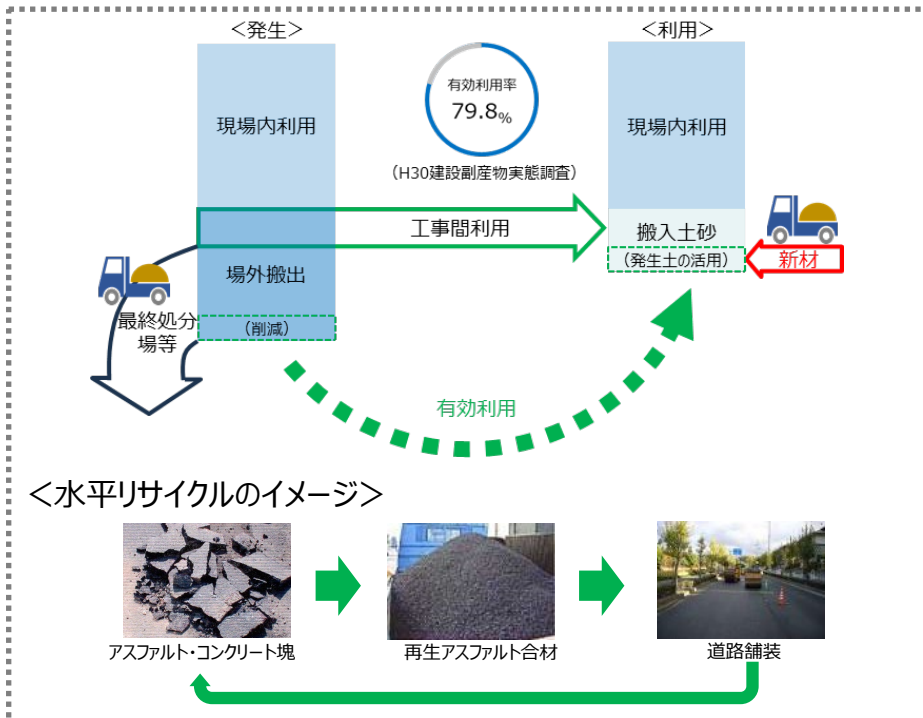 ＜発生＞
＜利用＞
有効利用率
79.8%
（H30建設副産物実態調査）
現場内利用
現場内利用
工事間利用
搬入土砂
（発生土の活用）
新材
場外搬出
（削減）
最終処分
場等
有効利用
＜水平リサイクルのイメージ＞
アスファルト・コンクリート塊
再生アスファルト合材
道路舗装